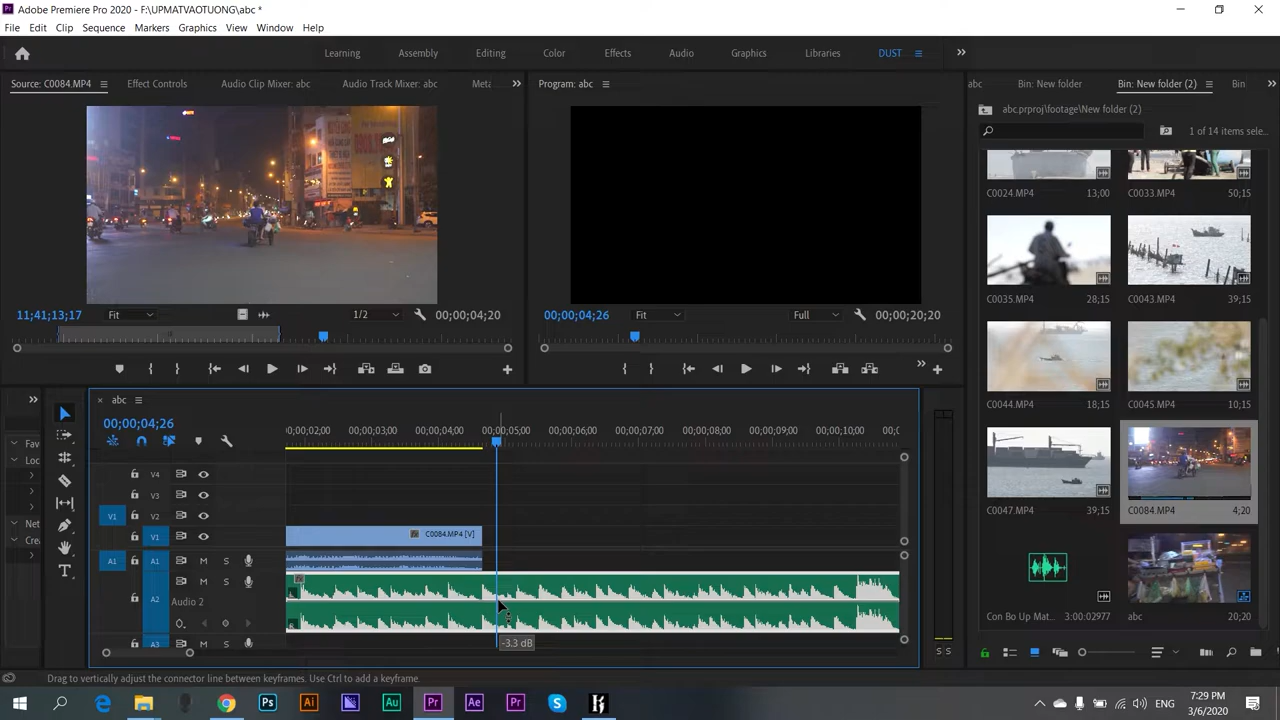 Adobe Premiere Pro 2020 - F:\UPMATVAOTUONG\abc *
File Edit Clip Sequence Markers Graphics View Window Help
Learning Assembly Editing Color Effects Audio Graphics Libraries DUST
Source: C0084.MP4 Effect Controls Audio Clip Mixer: abc Audio Track Mixer: abc Meta
Program: abc
abc Bin: New folder Bin: New folder (2) Bin
abc.prproj\footage\New folder (2)
1 of 14 items sele...
C0024.MP4 13;00
C0033.MP4 50;15
C0035.MP4 28;15
C0043.MP4 39;15
11;41;13;17 Fit 1/2 00;00;04;20
00;00;04;26 Fit Full 00;00;20;20
C0044.MP4 18;15
C0045.MP4 10;15
C0047.MP4 39;15
C0084.MP4 4;20
Con Bo Up Mat... 3:00:02977
abc 20;20
abc
00;00;04;26
00;00;02;00 00;00;03;00 00;00;04;00 00;00;05;00 00;00;06;00 00;00;07;00 00;00;08;00 00;00;09;00 00;00;10;00 00;0
V4
V3
V1 V2
V1 C0084.MP4 [V]
A1 A1 M S
M S
A2 Audio 2
A3 M S
-3.3 dB
Fav
Loc
Net
Crea
S S
Drag to vertically adjust the connector line between keyframes. Use Ctrl to add a keyframe.
Ps Ai Au Pr Ae Pr
ENG
7:29 PM
3/6/2020